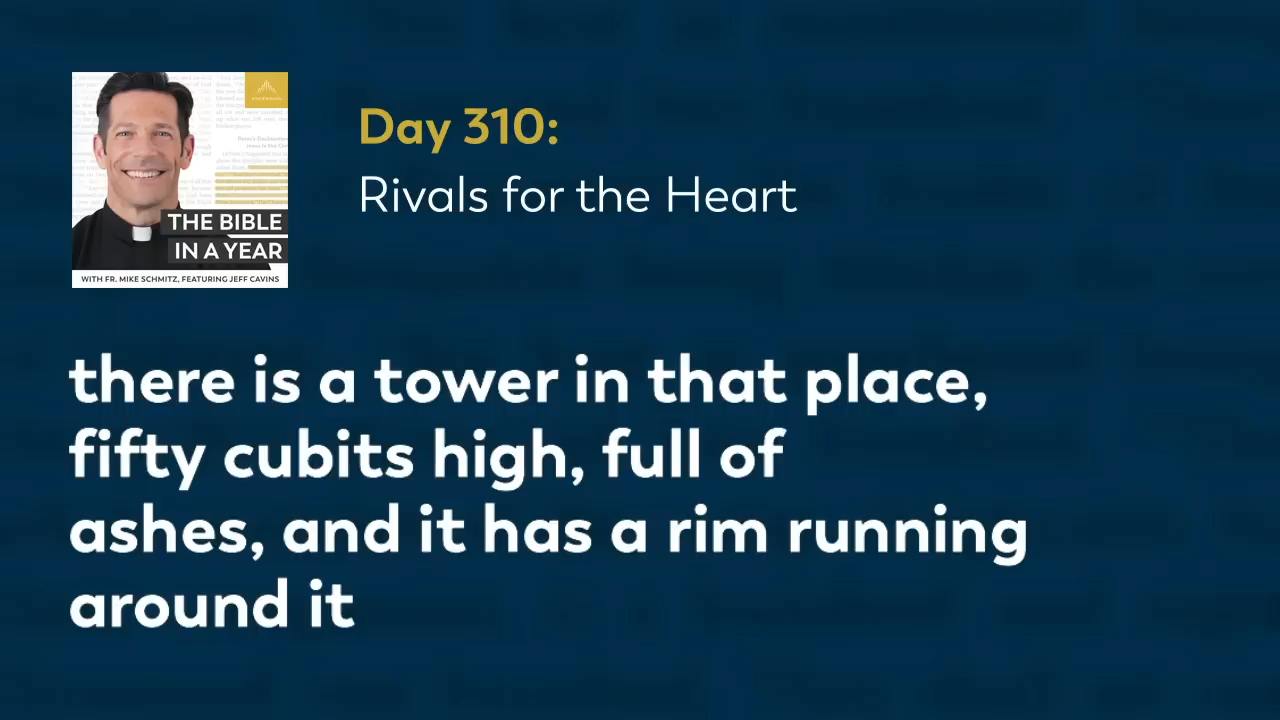 Day 310:
Rivals for the Heart
THE BIBLE
IN A YEAR
WITH FR. MIKE SCHMITZ, FEATURING JEFF CAVINS
there is a tower in that place,
fifty cubits high, full of
ashes, and it has a rim running
around it